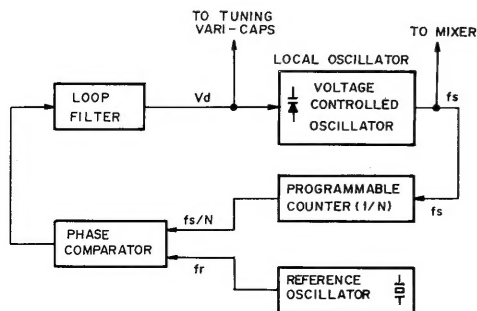 TO TUNING
VARI-CAPS
TO MIXER
LOCAL OSCILLATOR
LOOP
FILTER
Vd
VOLTAGE
CONTROLLED
OSCILLATOR
fs
PROGRAMMABLE
COUNTER (1/N)
fs
fs/N
PHASE
COMPARATOR
fr
REFERENCE
OSCILLATOR